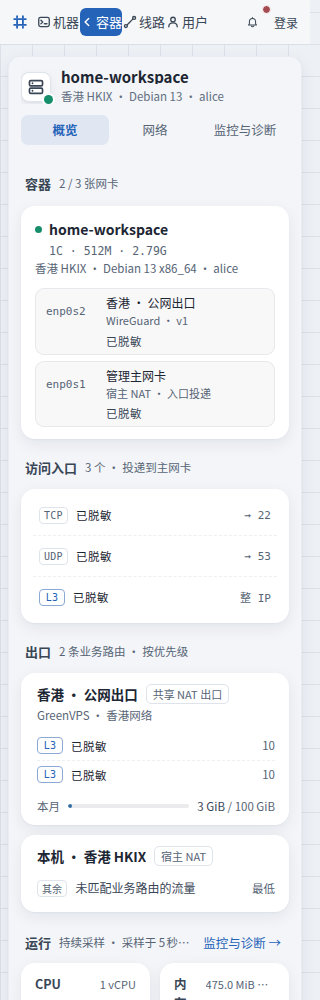 机器 容器 线路 用户 登录
home-workspace
香港 HKIX • Debian 13 • alice
概览 网络 监控与诊断
容器 2 / 3 张网卡
home-workspace
1C · 512M · 2.79G
香港 HKIX • Debian 13 x86_64 • alice
enp0s2 香港 • 公网出口
WireGuard • v1
已脱敏
enp0s1 管理主网卡
宿主 NAT • 入口投递
已脱敏
访问入口 3 个 • 投递到主网卡
TCP 已脱敏 → 22
UDP 已脱敏 → 53
L3 已脱敏 整 IP
出口 2 条业务路由 • 按优先级
香港 • 公网出口 共享 NAT 出口
GreenVPS • 香港网络
L3 已脱敏 10
L3 已脱敏 10
本月 3 GiB / 100 GiB
本机 • 香港 HKIX 宿主 NAT
其余 未匹配业务路由的流量 最低
运行 持续采样 • 采样于 5 秒… 监控与诊断 →
CPU 1 vCPU 内 475.0 MiB …